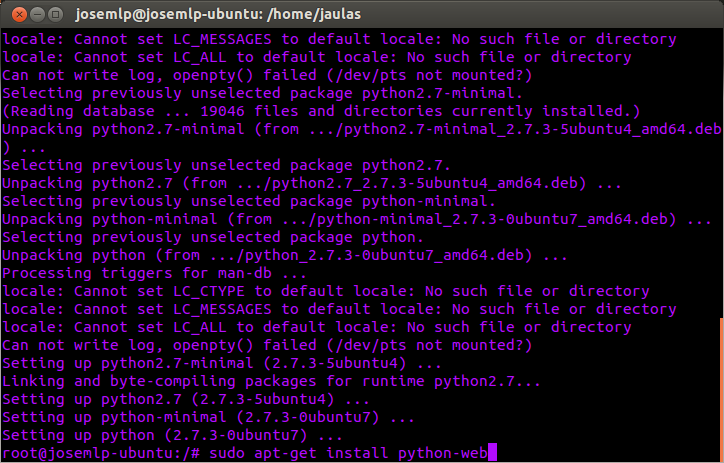 josemlp@josemlp-ubuntu: /home/jaulas
locale: Cannot set LC_MESSAGES to default locale: No such file or directory
locale: Cannot set LC_ALL to default locale: No such file or directory
Can not write log, openpty() failed (/dev/pts not mounted?)
Selecting previously unselected package python2.7-minimal.
(Reading database ... 19046 files and directories currently installed.)
Unpacking python2.7-minimal (from .../python2.7-minimal_2.7.3-5ubuntu4_amd64.deb
) ...
Selecting previously unselected package python2.7.
Unpacking python2.7 (from .../python2.7_2.7.3-5ubuntu4_amd64.deb) ...
Selecting previously unselected package python-minimal.
Unpacking python-minimal (from .../python-minimal_2.7.3-0ubuntu7_amd64.deb) ...
Selecting previously unselected package python.
Unpacking python (from .../python_2.7.3-0ubuntu7_amd64.deb) ...
Processing triggers for man-db ...
locale: Cannot set LC_CTYPE to default locale: No such file or directory
locale: Cannot set LC_MESSAGES to default locale: No such file or directory
locale: Cannot set LC_ALL to default locale: No such file or directory
Can not write log, openpty() failed (/dev/pts not mounted?)
Setting up python2.7-minimal (2.7.3-5ubuntu4) ...
Linking and byte-compiling packages for runtime python2.7...
Setting up python2.7 (2.7.3-5ubuntu4) ...
Setting up python-minimal (2.7.3-0ubuntu7) ...
Setting up python (2.7.3-0ubuntu7) ...
root@josemlp-ubuntu:/# sudo apt-get install python-web